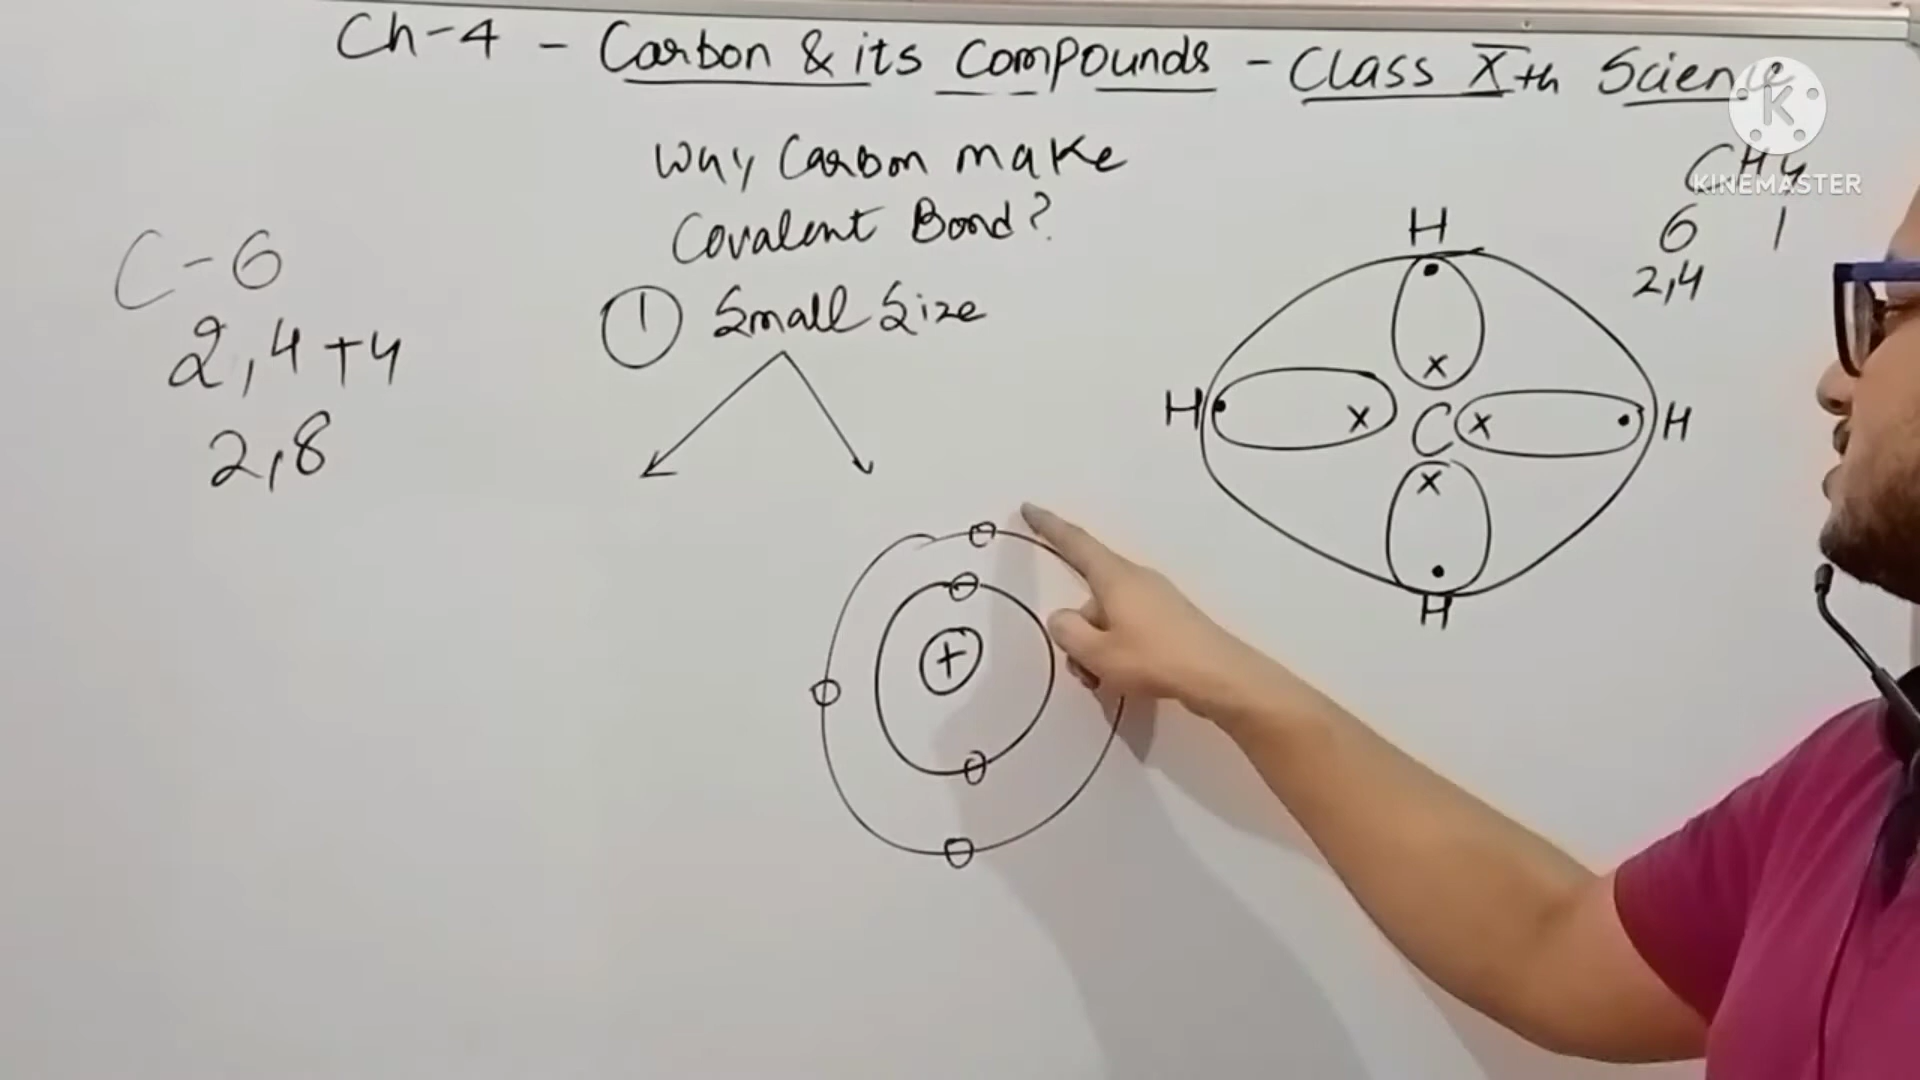 Ch-4 - Carbon & its Compounds - Class Xth Science
K
KINEMASTER
Why Carbon make
Covalent Bond?
① Small Size
C-6
2,4+4
2,8
CH4
6 1
2,4
H
H x C x H
x
x
H
+